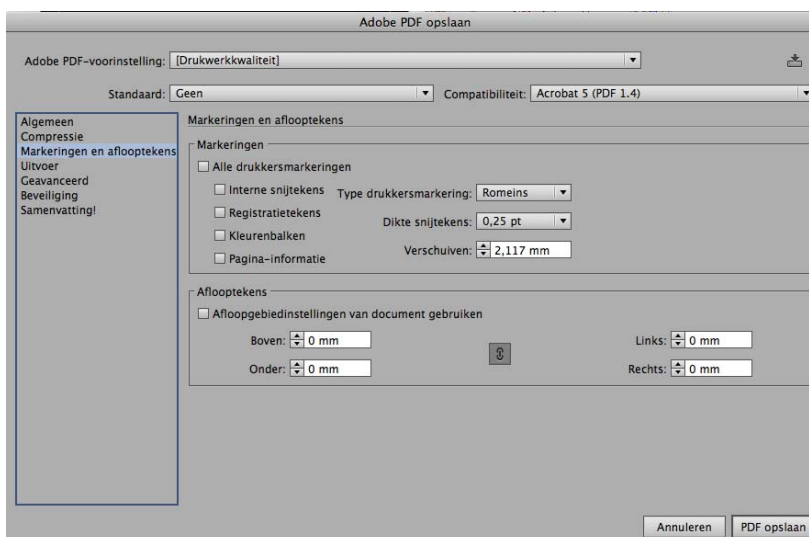 Adobe PDF opslaan
Adobe PDF-voorinstelling: [Drukwerkkwaliteit]
Standaard: Geen Compatibiliteit: Acrobat 5 (PDF 1.4)
Algemeen
Compressie
Markeringen en aflooptekens
Uitvoer
Geavanceerd
Beveiliging
Samenvatting!
Markeringen en aflooptekens
Markeringen
Alle drukkersmarkeringen
Interne snijtekens
Registratietekens
Kleurenbalken
Pagina-informatie
Type drukkersmarkering: Romeins
Dikte snijtekens: 0,25 pt
Verschuiven: 2,117 mm
Aflooptekens
Afloopgebiedinstellingen van document gebruiken
Boven: 0 mm Links: 0 mm
Onder: 0 mm Rechts: 0 mm
Annuleren PDF opslaan